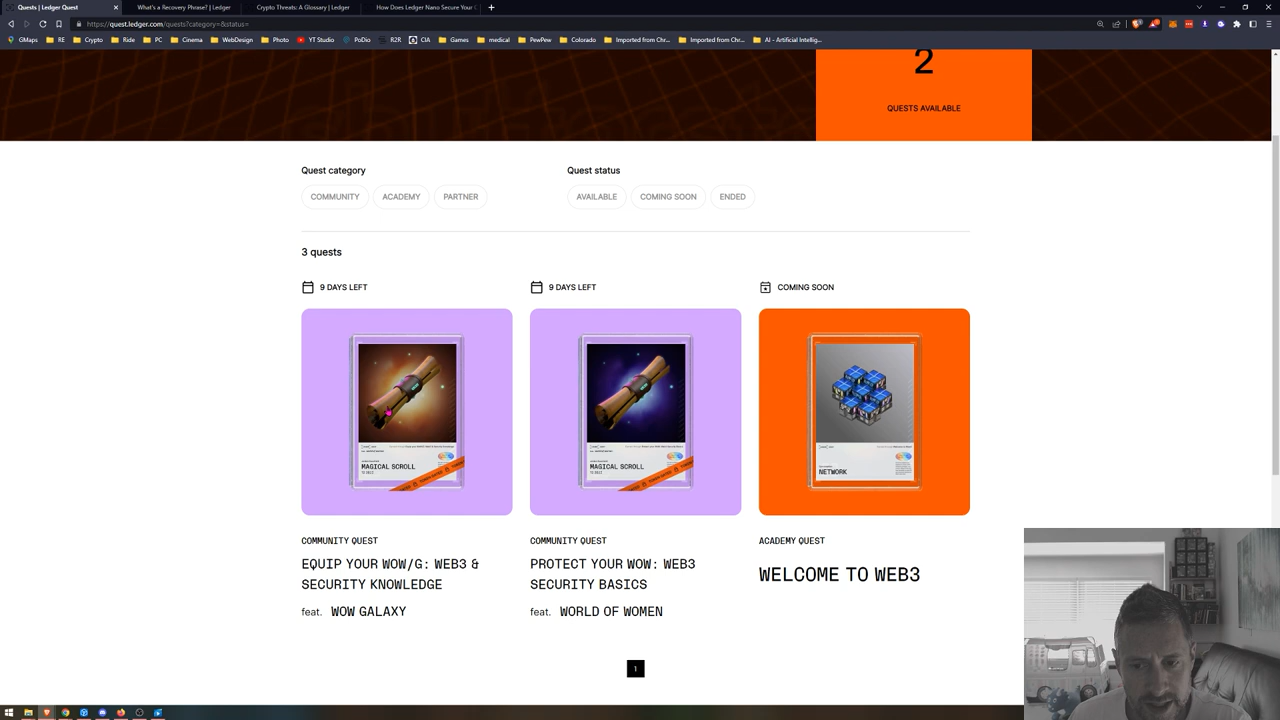 Quests | Ledger Quest
What's a Recovery Phrase? | Ledger
Crypto Threats: A Glossary | Ledger
How Does Ledger Nano Secure Your
https://quest.ledger.com/quests?category=&status=
GMaps
RE
Crypto
Ride
PC
Cinema
WebDesign
Photo
YT Studio
PoDio
R2R
CIA
Games
medical
PewPew
Colorado
Imported from Chr...
Imported from Chr...
AI - Artificial Intellig...
2
QUESTS AVAILABLE
Quest category
Quest status
COMMUNITY
ACADEMY
PARTNER
AVAILABLE
COMING SOON
ENDED
3 quests
9 DAYS LEFT
9 DAYS LEFT
COMING SOON
MAGICAL SCROLL
MAGICAL SCROLL
NETWORK
COMMUNITY QUEST
EQUIP YOUR WOW/G: WEB3 &
SECURITY KNOWLEDGE
feat. WOW GALAXY
COMMUNITY QUEST
PROTECT YOUR WOW: WEB3
SECURITY BASICS
feat. WORLD OF WOMEN
ACADEMY QUEST
WELCOME TO WEB3
1